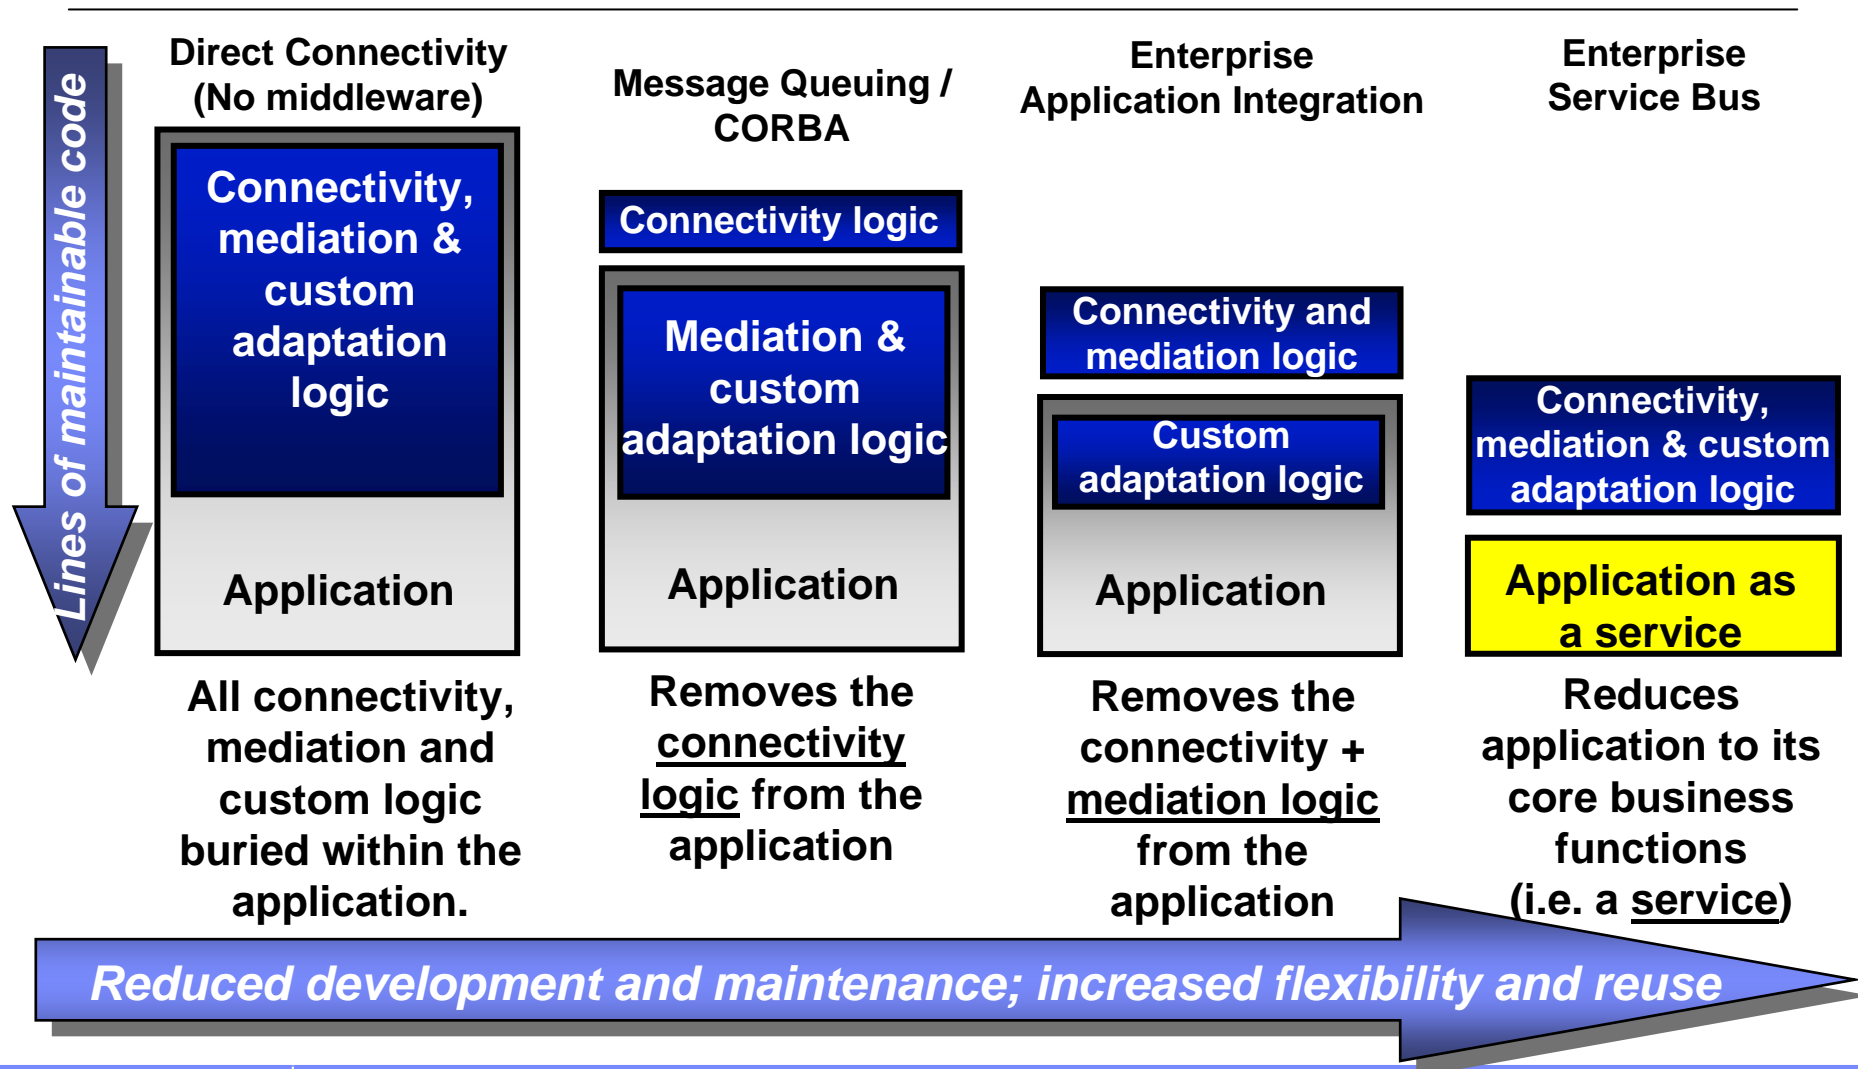 Lines of maintainable code
Direct Connectivity
(No middleware)
Connectivity,
mediation &
custom
adaptation
logic
Application
All connectivity,
mediation and
custom logic
buried within the
application.
Message Queuing /
CORBA
Connectivity logic
Mediation &
custom
adaptation logic
Application
Removes the
connectivity
logic from the
application
Enterprise
Application Integration
Connectivity and
mediation logic
Custom
adaptation logic
Application
Removes the
connectivity +
mediation logic
from the
application
Enterprise
Service Bus
Connectivity,
mediation & custom
adaptation logic
Application as
a service
Reduces
application to its
core business
functions
(i.e. a service)
Reduced development and maintenance; increased flexibility and reuse